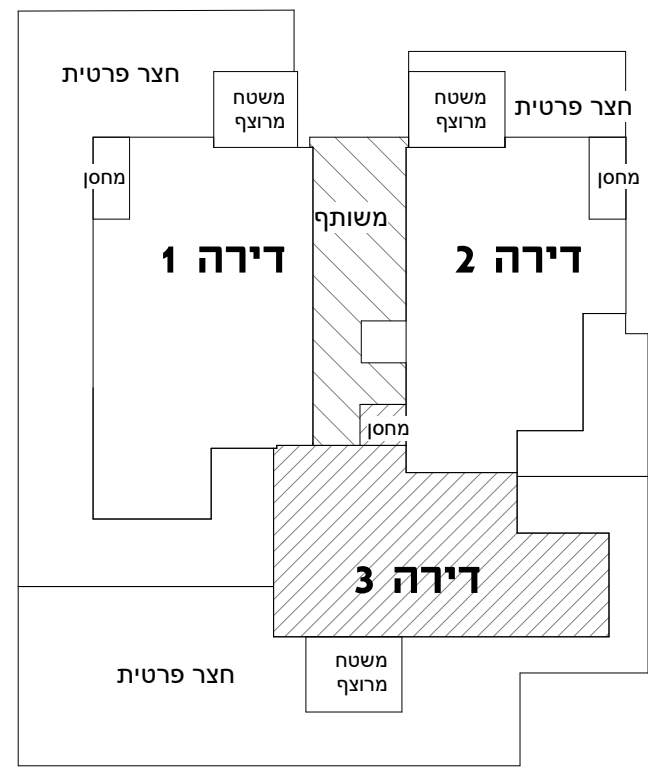 חצר פרטית
משטח
מרוצף
משטח
מרוצף
חצר פרטית
מחסן
מחסן
משותף
דירה 1
דירה 2
מחסן
דירה 3
משטח
מרוצף
חצר פרטית